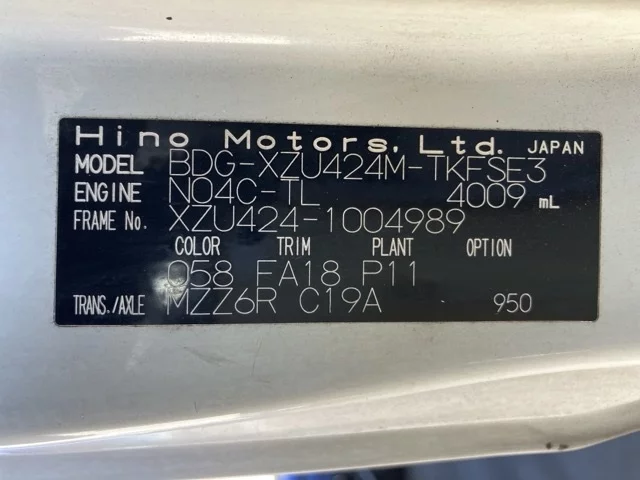 Hino Motors, Ltd. JAPAN
MODEL BDG-XZU424M-TKFSE3
ENGINE N04C-TL 4009 mL
FRAME No. XZU424-1004989
COLOR TRIM PLANT OPTION
058 FA18 P11
TRANS./AXLE MZZ6R C19A 950